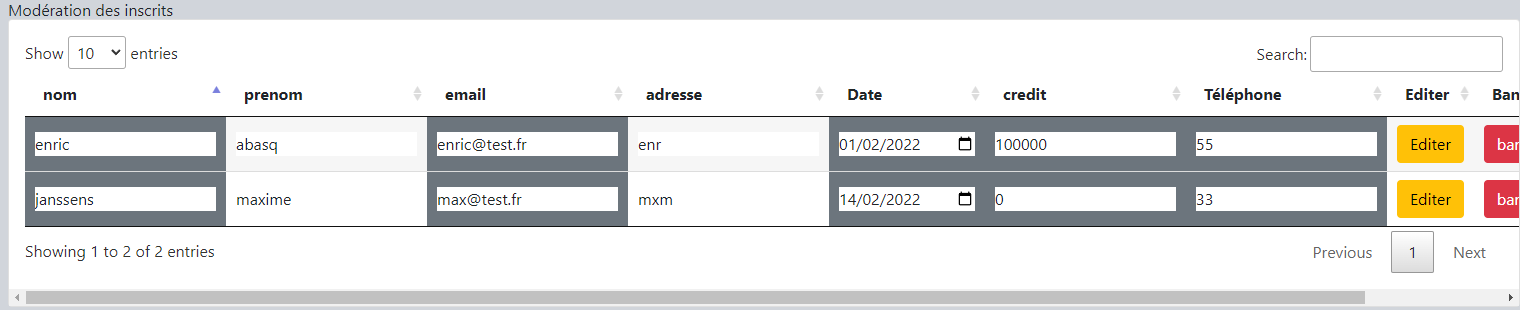 Modération des inscrits
Show 10 entries Search:
nom prenom email adresse Date credit Téléphone Editer Ban
enric abasq enric@test.fr enr 01/02/2022 100000 55 Editer ban
janssens maxime max@test.fr mxm 14/02/2022 0 33 Editer ban
Showing 1 to 2 of 2 entries Previous 1 Next